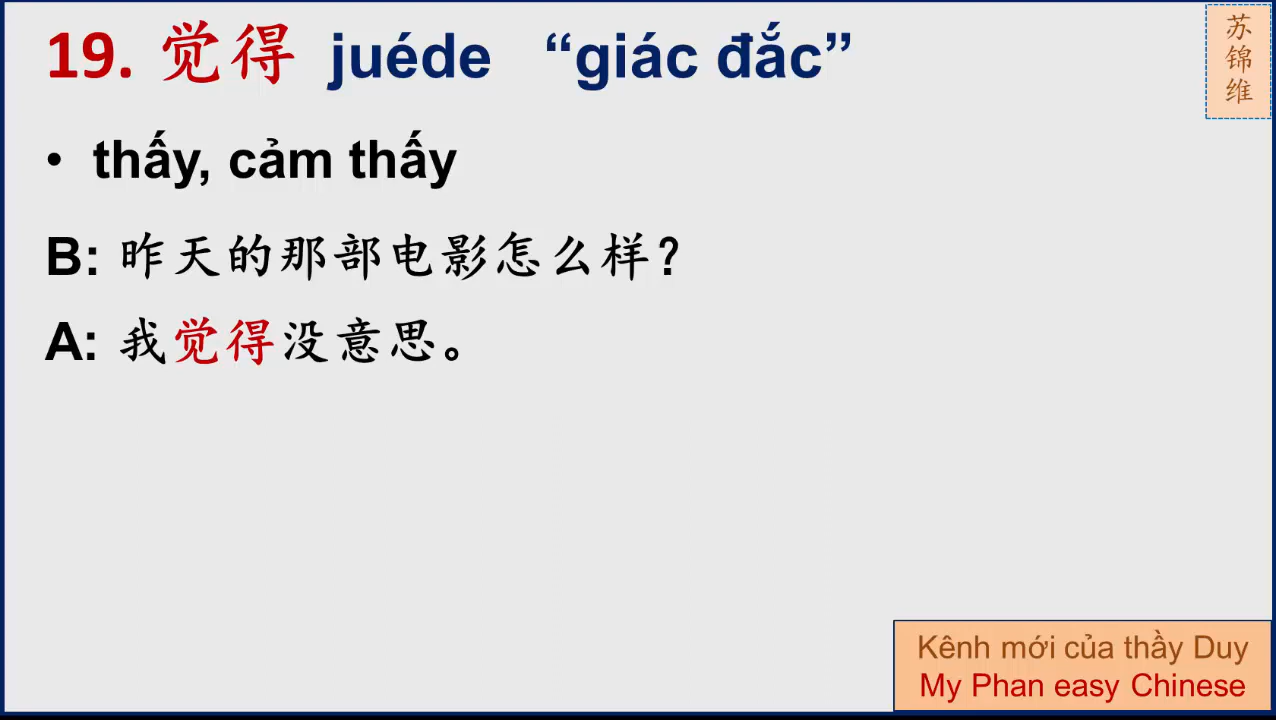 19. 觉得 juéde “giác đắc”
苏锦维
• thấy, cảm thấy
B: 昨天的那部电影怎么样？
A: 我觉得没意思。
Kênh mới của thầy Duy
My Phan easy Chinese